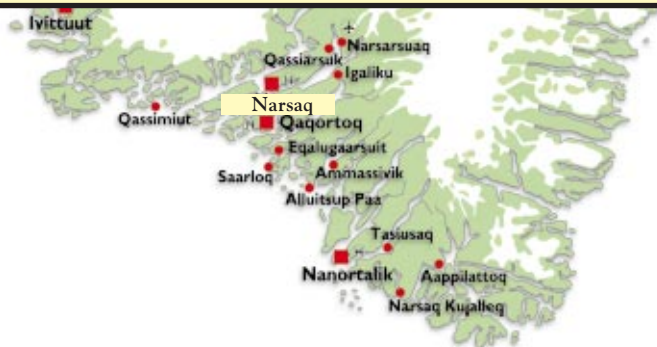 Ivittuut
Narsarsuaq
Qassiarsuk
Igaliku
Narsaq
Qassimiut
Qaqortoq
Eqalugaarsuit
Saarloq
Ammassivik
Alluitsup Paa
Tasiusaq
Nanortalik
Aappilattoq
Narsaq Kujalleq